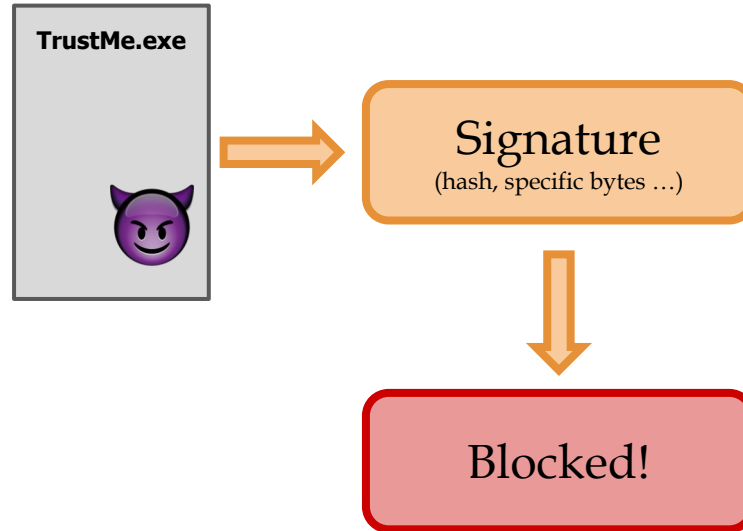 TrustMe.exe
Signature
(hash, specific bytes …)
Blocked!